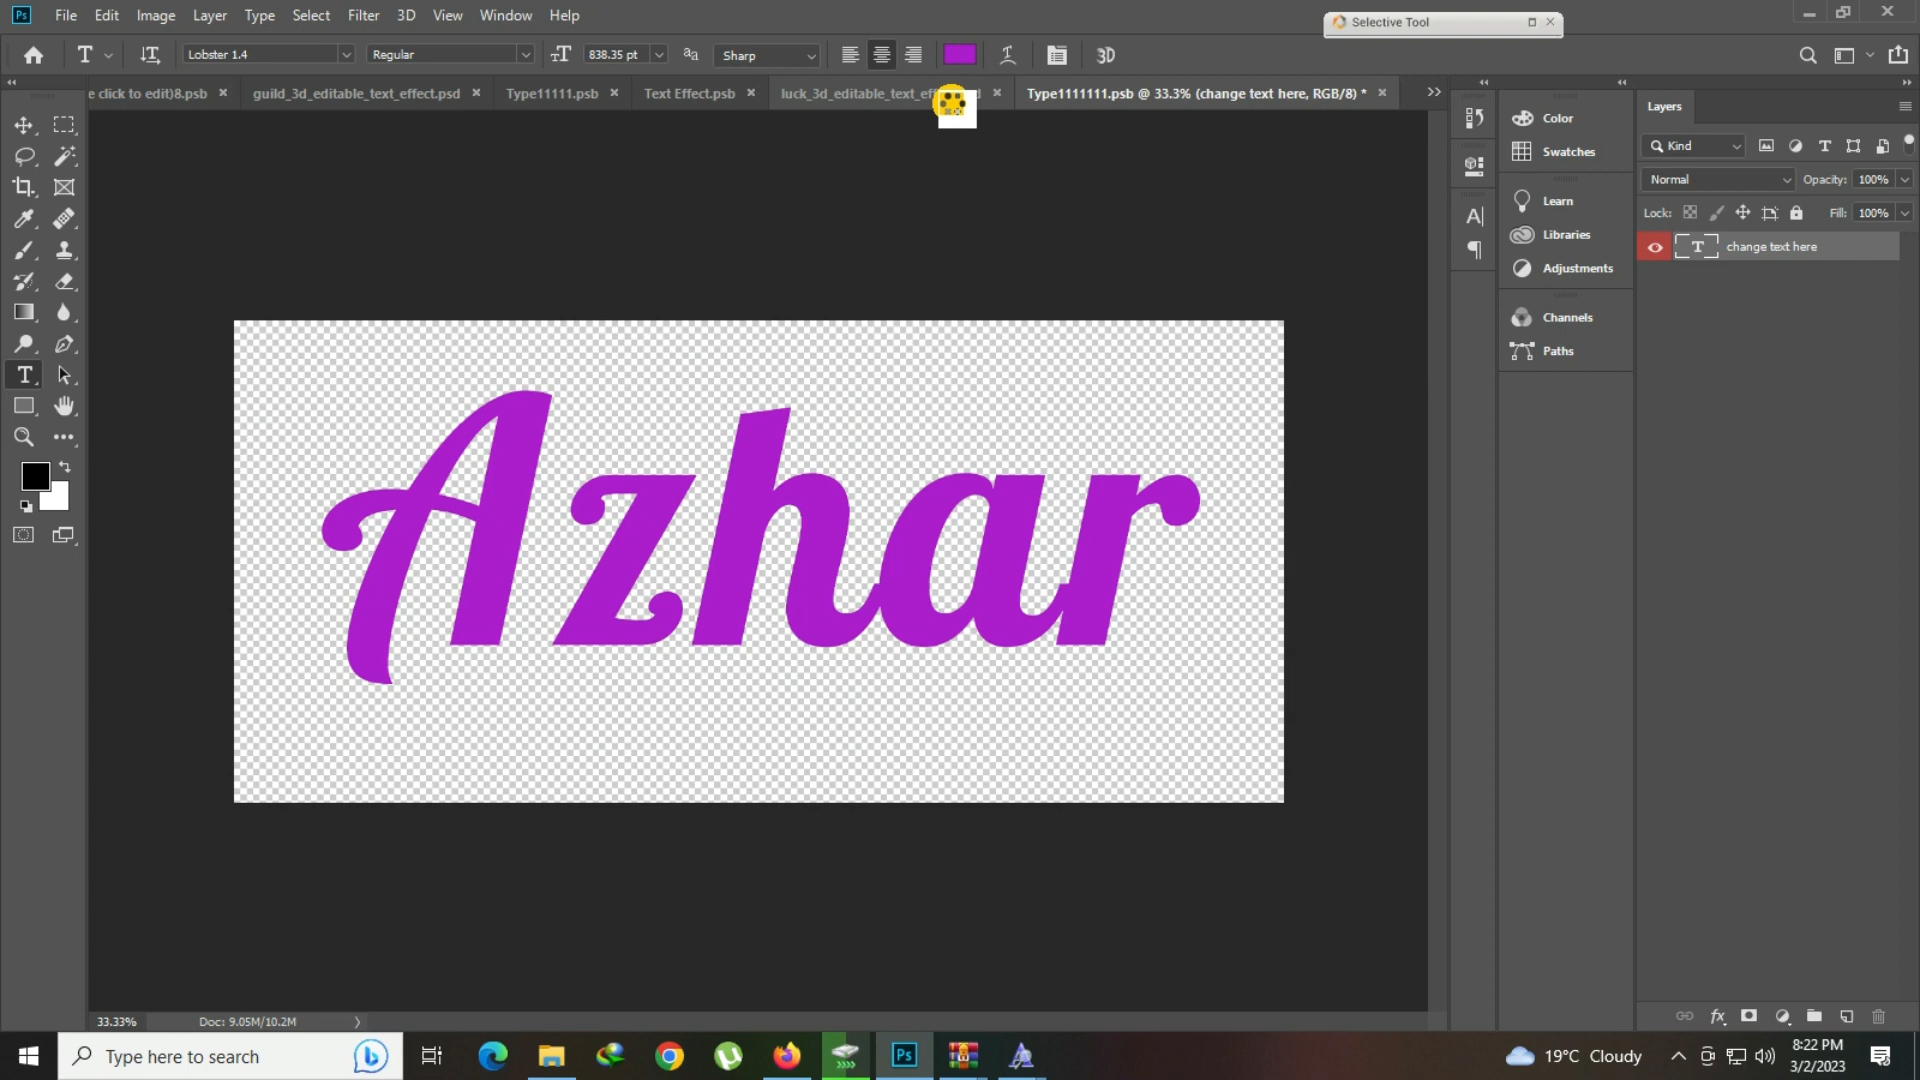 Ps File Edit Image Layer Type Select Filter 3D View Window Help
Selective Tool
T Lobster 1.4 Regular 838.35 pt Sharp 3D
e click to edit)8.psb guild_3d_editable_text_effect.psd Type11111.psb Text Effect.psb luck_3d_editable_text_ef Type1111111.psb @ 33.3% (change text here, RGB/8) *
Layers
Color
Kind
Swatches
Normal Opacity: 100%
Learn
Lock: Fill: 100%
Libraries
change text here
Adjustments
Channels
Paths
Azhar
33.33% Doc: 9.05M/10.2M
fx
Type here to search
Ps
19°C Cloudy
8:22 PM
3/2/2023